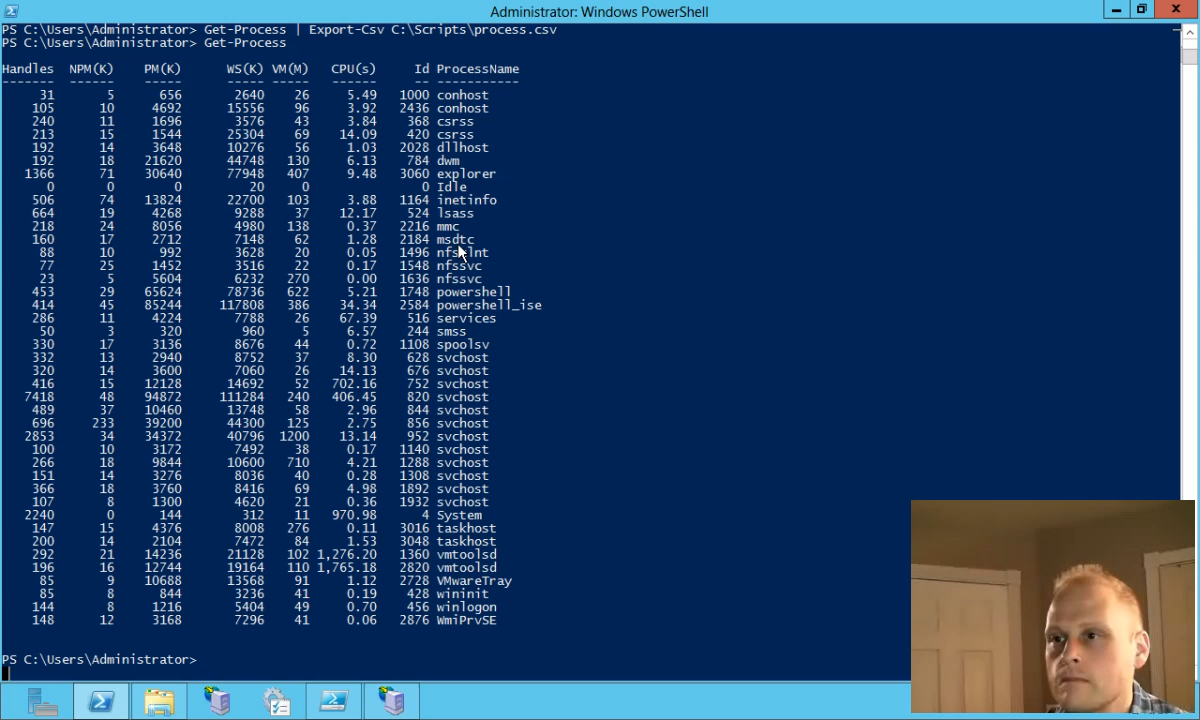 Administrator: Windows PowerShell
PS C:\Users\Administrator> Get-Process | Export-Csv C:\Scripts\process.csv
PS C:\Users\Administrator> Get-Process
Handles NPM(K) PM(K) WS(K) VM(M) CPU(s) Id ProcessName
------- ------ ----- ----- ----- ------ -- -----------
31 5 656 2640 26 5.49 1000 conhost
105 10 4692 15556 96 3.92 2436 conhost
240 11 1696 3576 43 3.84 368 csrss
213 15 1544 25304 69 14.09 420 csrss
192 14 3648 10276 56 1.03 2028 dllhost
192 18 21620 44748 130 6.13 784 dwm
1366 71 30640 77948 407 9.48 3060 explorer
0 0 0 20 0 0 Idle
506 74 13824 22700 103 3.88 1164 inetinfo
664 19 4268 9288 37 12.17 524 lsass
218 24 8056 4980 138 0.37 2216 mmc
160 17 2712 7148 62 1.28 2184 msdtc
88 10 992 3628 20 0.05 1496 nfsclnt
77 25 1452 3516 22 0.17 1548 nfssvc
23 5 5604 6232 270 0.00 1636 nfssvc
453 29 65624 78736 622 5.21 1748 powershell
414 45 85244 117808 386 34.34 2584 powershell_ise
286 11 4224 7788 26 67.39 516 services
50 3 320 960 5 6.57 244 smss
330 17 3136 8676 44 0.72 1108 spoolsv
332 13 2940 8752 37 8.30 628 svchost
320 14 3600 7060 26 14.13 676 svchost
416 15 12128 14692 52 702.16 752 svchost
7418 48 94872 111284 240 406.45 820 svchost
489 37 10460 13748 58 2.96 844 svchost
696 233 39200 44300 125 2.75 856 svchost
2853 34 34372 40796 1200 13.14 952 svchost
100 10 3172 7492 38 0.17 1140 svchost
266 18 9844 10600 710 4.21 1288 svchost
151 14 3276 8036 40 0.28 1308 svchost
366 18 3760 8416 69 4.98 1892 svchost
107 8 1300 4620 21 0.36 1932 svchost
2240 0 144 312 11 970.98 4 System
147 15 4376 8008 276 0.11 3016 taskhost
200 14 2104 7472 84 1.53 3048 taskhost
292 21 14236 21128 102 1,276.20 1360 vmtoolsd
196 16 12744 19164 110 1,765.18 2820 vmtoolsd
85 9 10688 13568 91 1.12 2728 VMwareTray
85 8 844 3236 41 0.19 428 wininit
144 8 1216 5404 49 0.70 456 winlogon
148 12 3168 7296 41 0.06 2876 WmiPrvSE
PS C:\Users\Administrator>